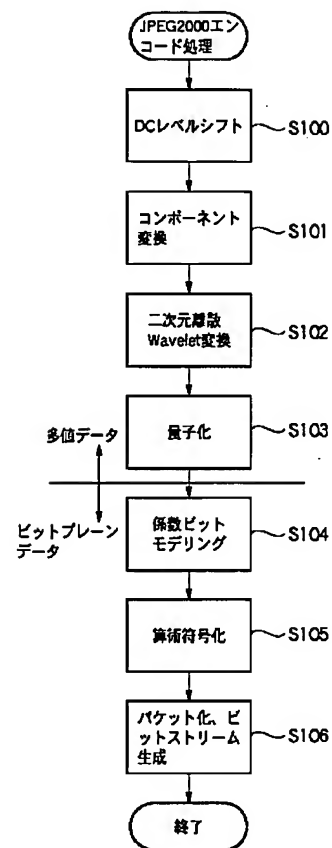 JPEG2000エン
コード処理
DCレベルシフト
S100
コンポーネント
変換
S101
二次元離散
Wavelet変換
S102
量子化
S103
多値データ
ビットプレーン
データ
係数ビット
モデリング
S104
算術符号化
S105
パケット化、ビ
ットストリーム
生成
S106
終了